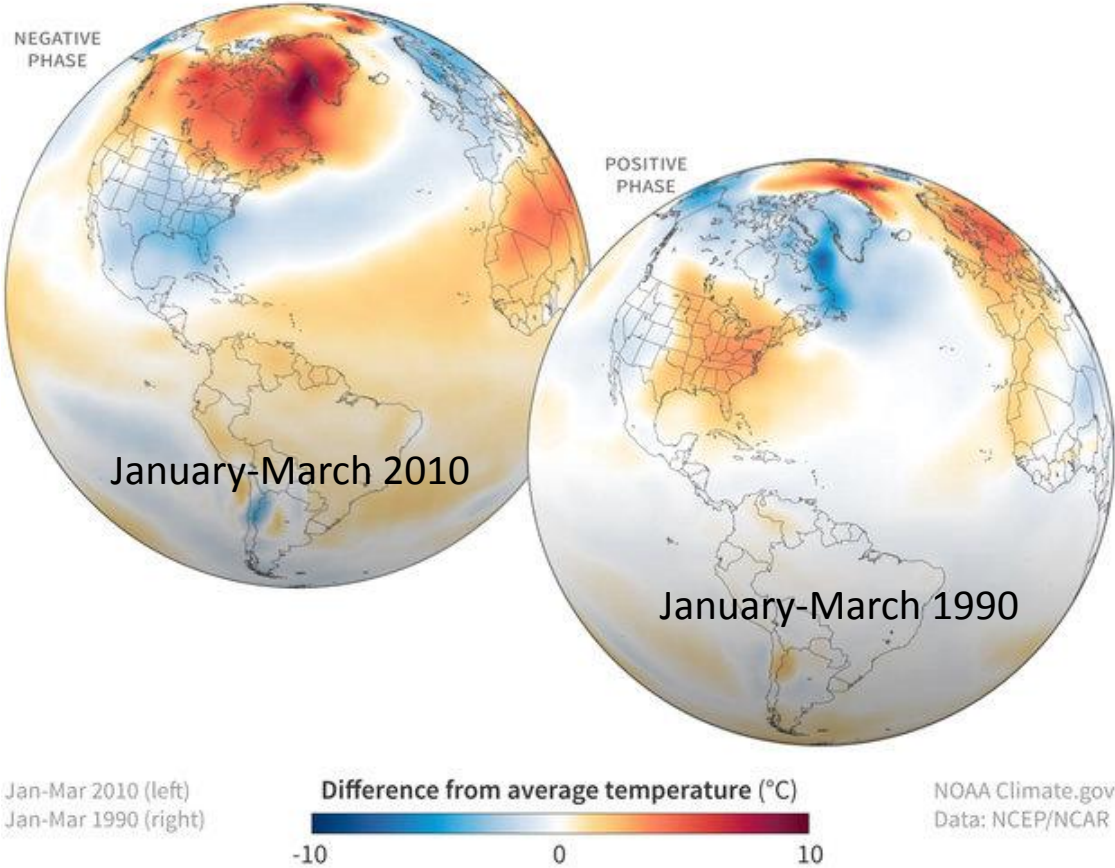 NEGATIVE
PHASE
POSITIVE
PHASE
January-March 2010
January-March 1990
Jan-Mar 2010 (left)
Jan-Mar 1990 (right)
Difference from average temperature (°C)
-10 0 10
NOAA Climate.gov
Data: NCEP/NCAR